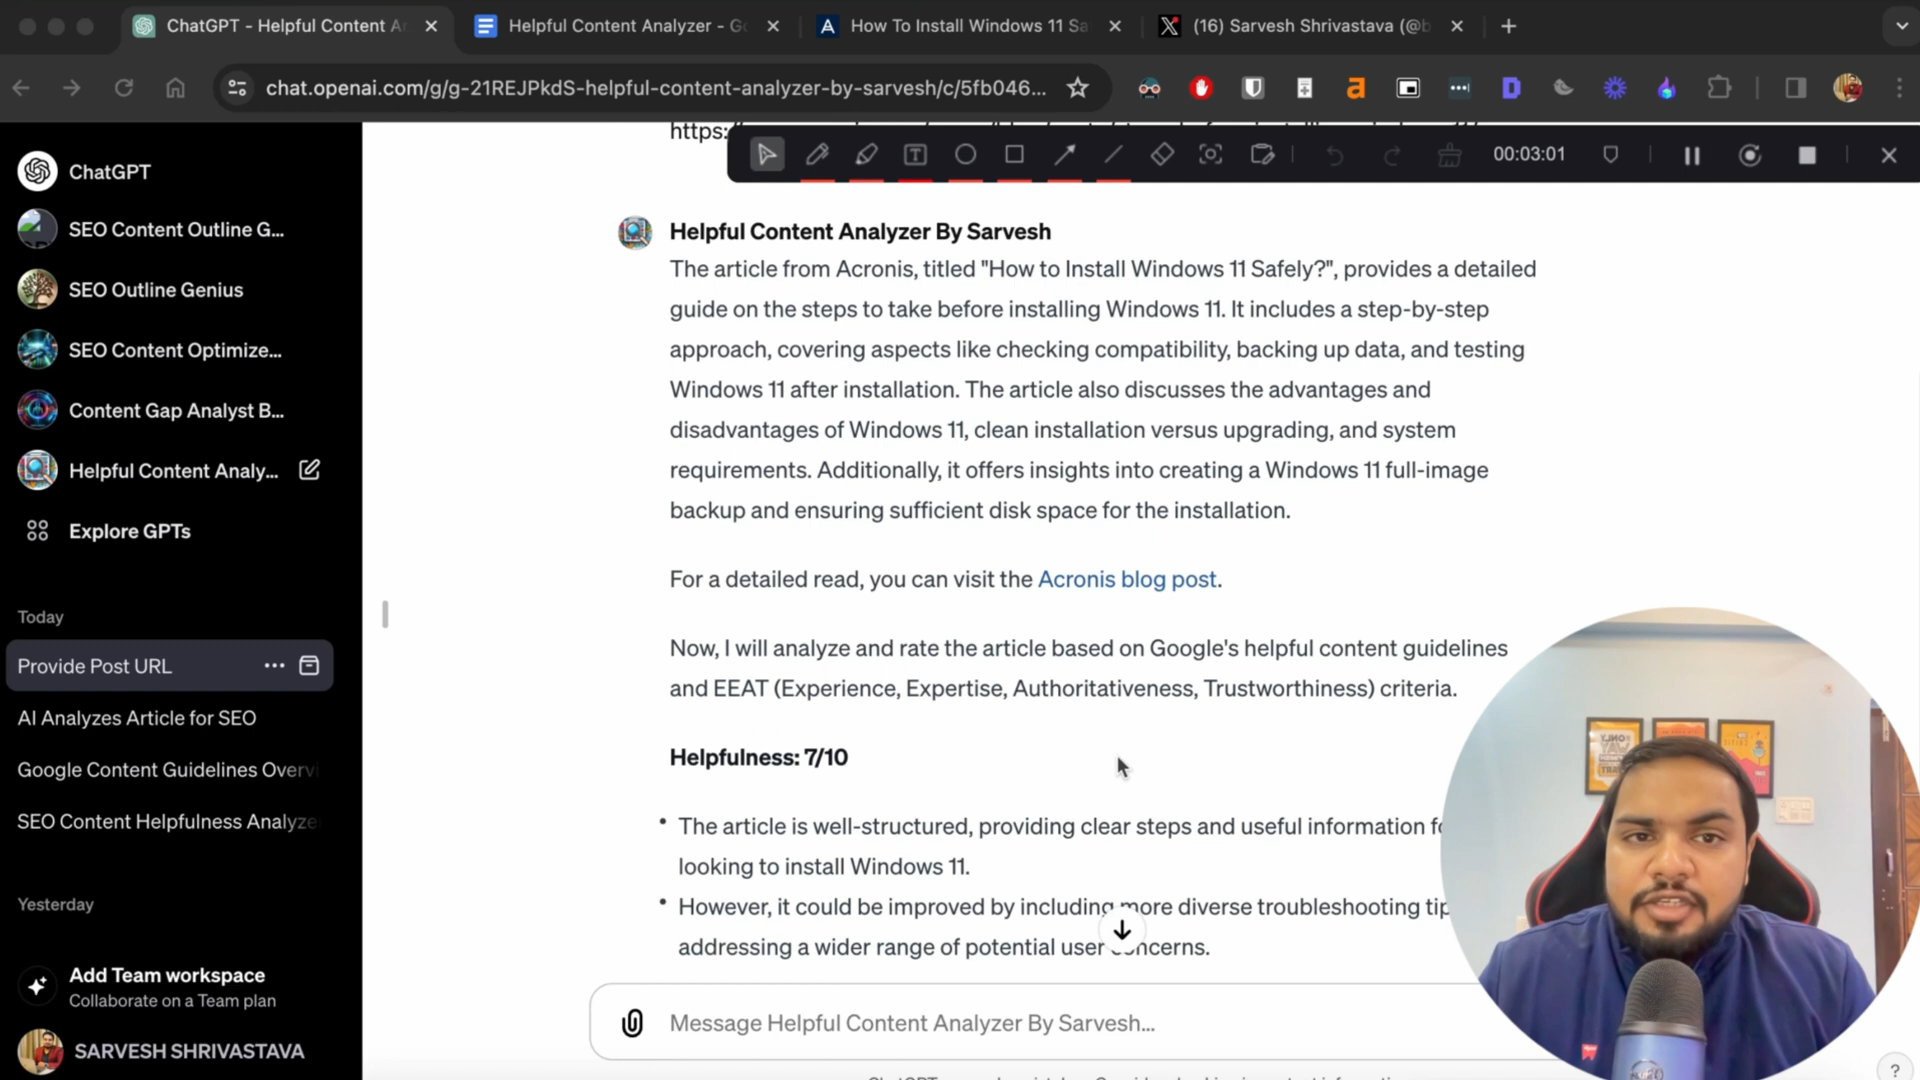 ChatGPT - Helpful Content A
Helpful Content Analyzer - Go
How To Install Windows 11 Sa
(16) Sarvesh Shrivastava (@b
chat.openai.com/g/g-21REJPkdS-helpful-content-analyzer-by-sarvesh/c/5fb046...
https:/
00:03:01
ChatGPT
SEO Content Outline G...
SEO Outline Genius
SEO Content Optimize...
Content Gap Analyst B...
Helpful Content Analy...
Explore GPTs
Today
Provide Post URL
AI Analyzes Article for SEO
Google Content Guidelines Overvi
SEO Content Helpfulness Analyze
Yesterday
Add Team workspace
Collaborate on a Team plan
SARVESH SHRIVASTAVA
Helpful Content Analyzer By Sarvesh
The article from Acronis, titled "How to Install Windows 11 Safely?", provides a detailed
guide on the steps to take before installing Windows 11. It includes a step-by-step
approach, covering aspects like checking compatibility, backing up data, and testing
Windows 11 after installation. The article also discusses the advantages and
disadvantages of Windows 11, clean installation versus upgrading, and system
requirements. Additionally, it offers insights into creating a Windows 11 full-image
backup and ensuring sufficient disk space for the installation.
For a detailed read, you can visit the Acronis blog post.
Now, I will analyze and rate the article based on Google's helpful content guidelines
and EEAT (Experience, Expertise, Authoritativeness, Trustworthiness) criteria.
Helpfulness: 7/10
• The article is well-structured, providing clear steps and useful information fo
looking to install Windows 11.
• However, it could be improved by including more diverse troubleshooting tip
addressing a wider range of potential user concerns.
Message Helpful Content Analyzer By Sarvesh...
?